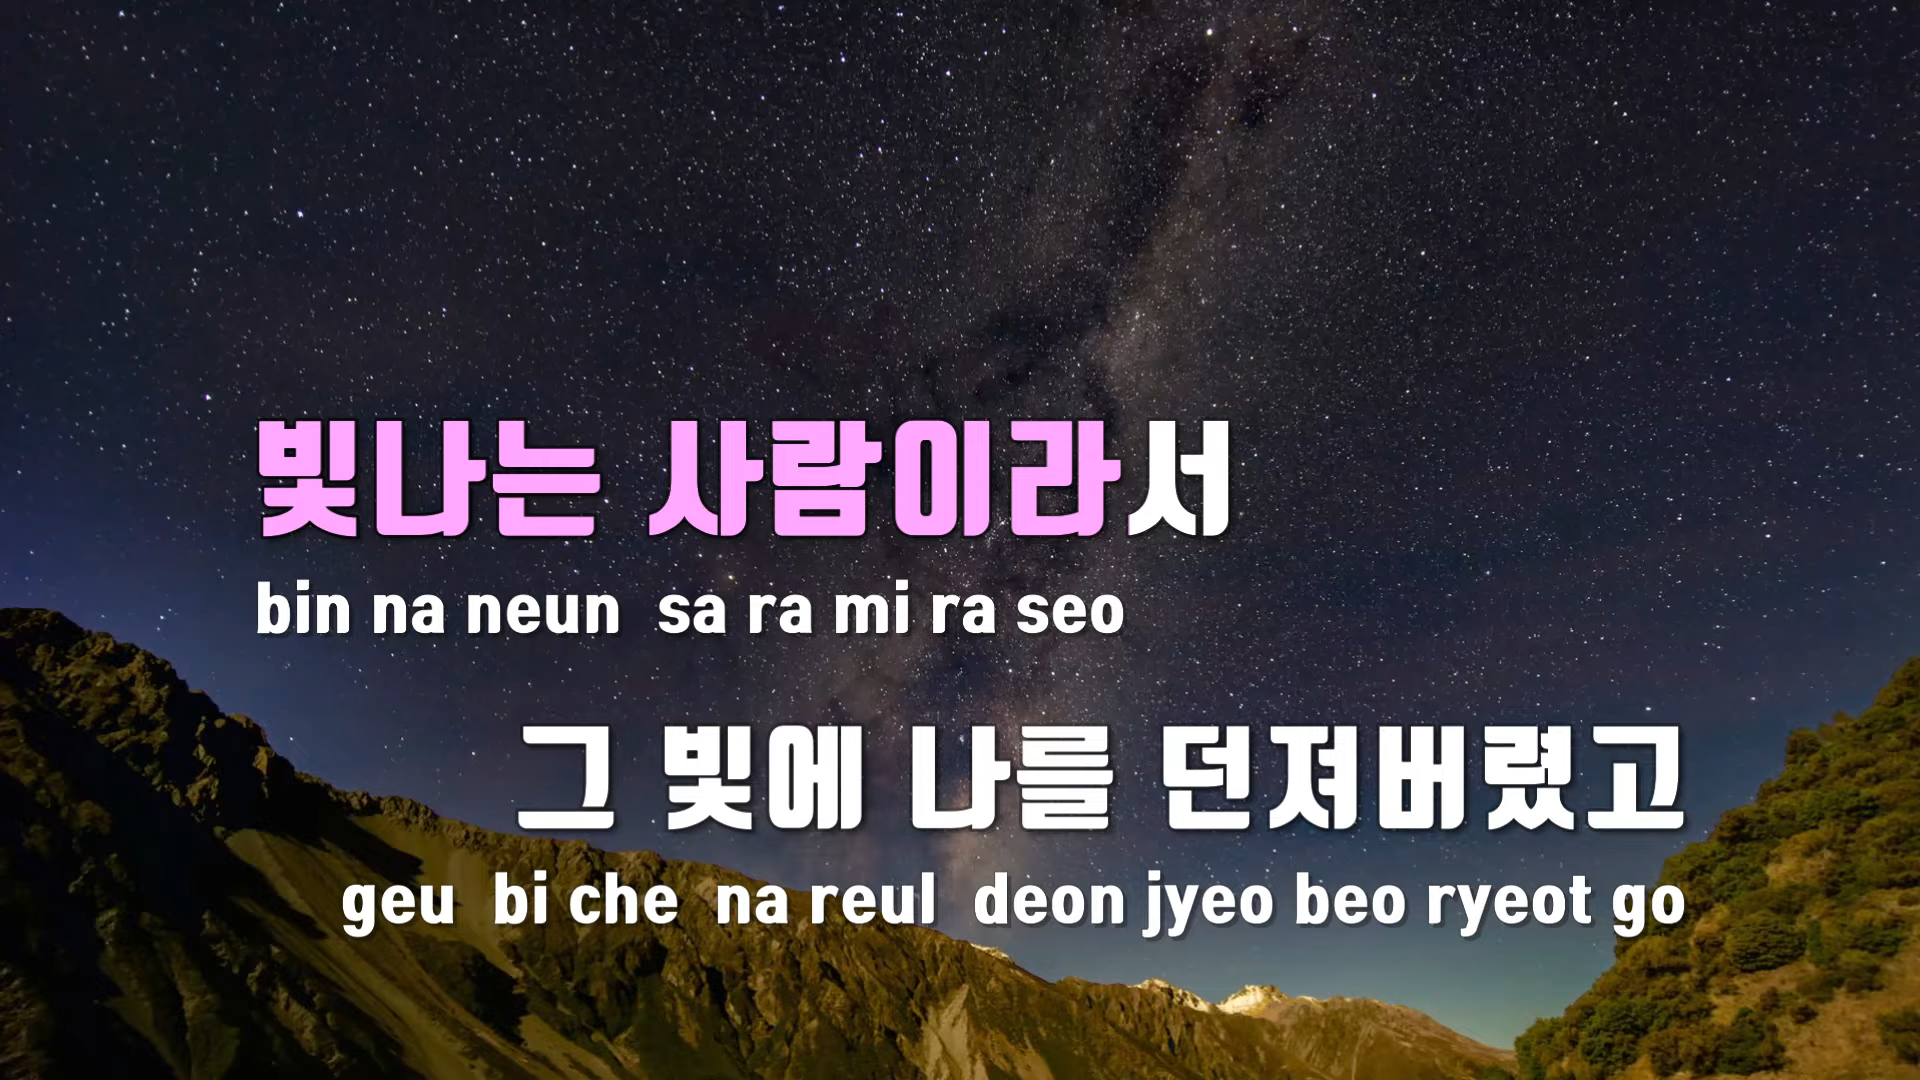 빛나는 사람이라서
bin na neun sa ra mi ra seo
그 빛에 나를 던져버렸고
geu bi che na reul deon jyeo beo ryeot go